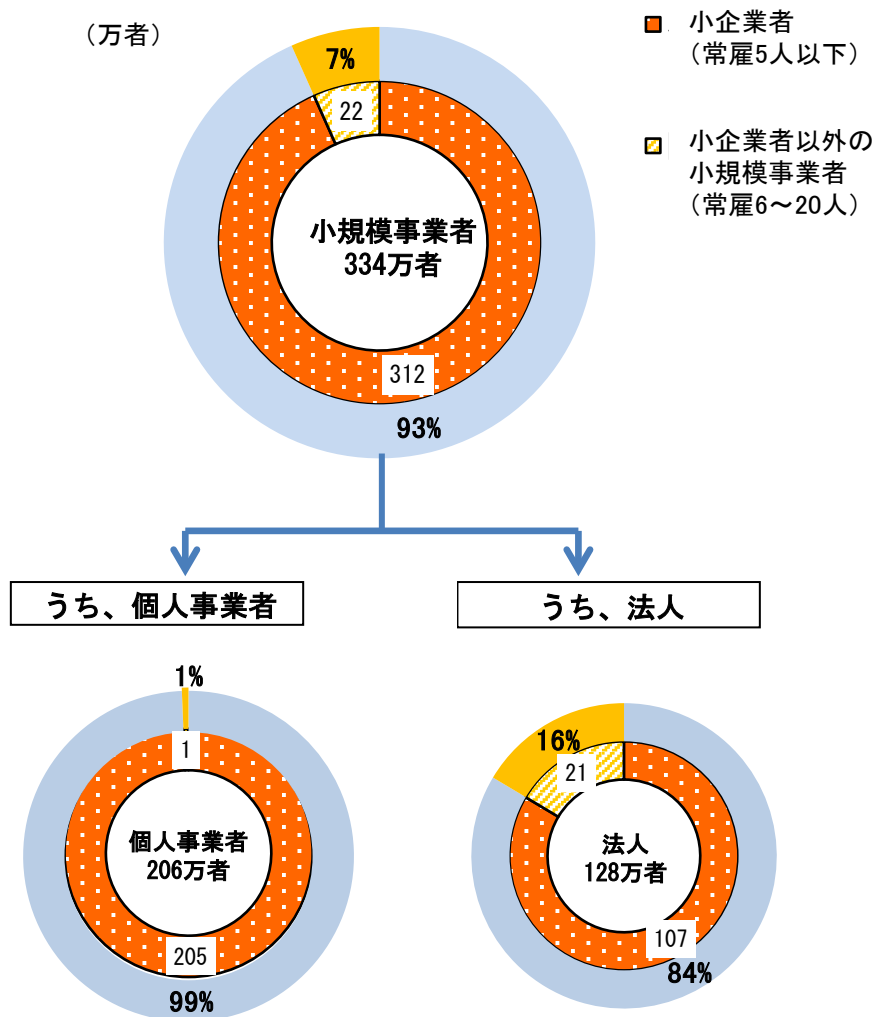 （万者）
小企業者
（常雇5人以下）
小企業者以外の
小規模事業者
（常雇6～20人）
7%
22
小規模事業者
334万者
312
93%
うち、個人事業者
うち、法人
1%
1
個人事業者
206万者
205
99%
16%
21
法人
128万者
107
84%